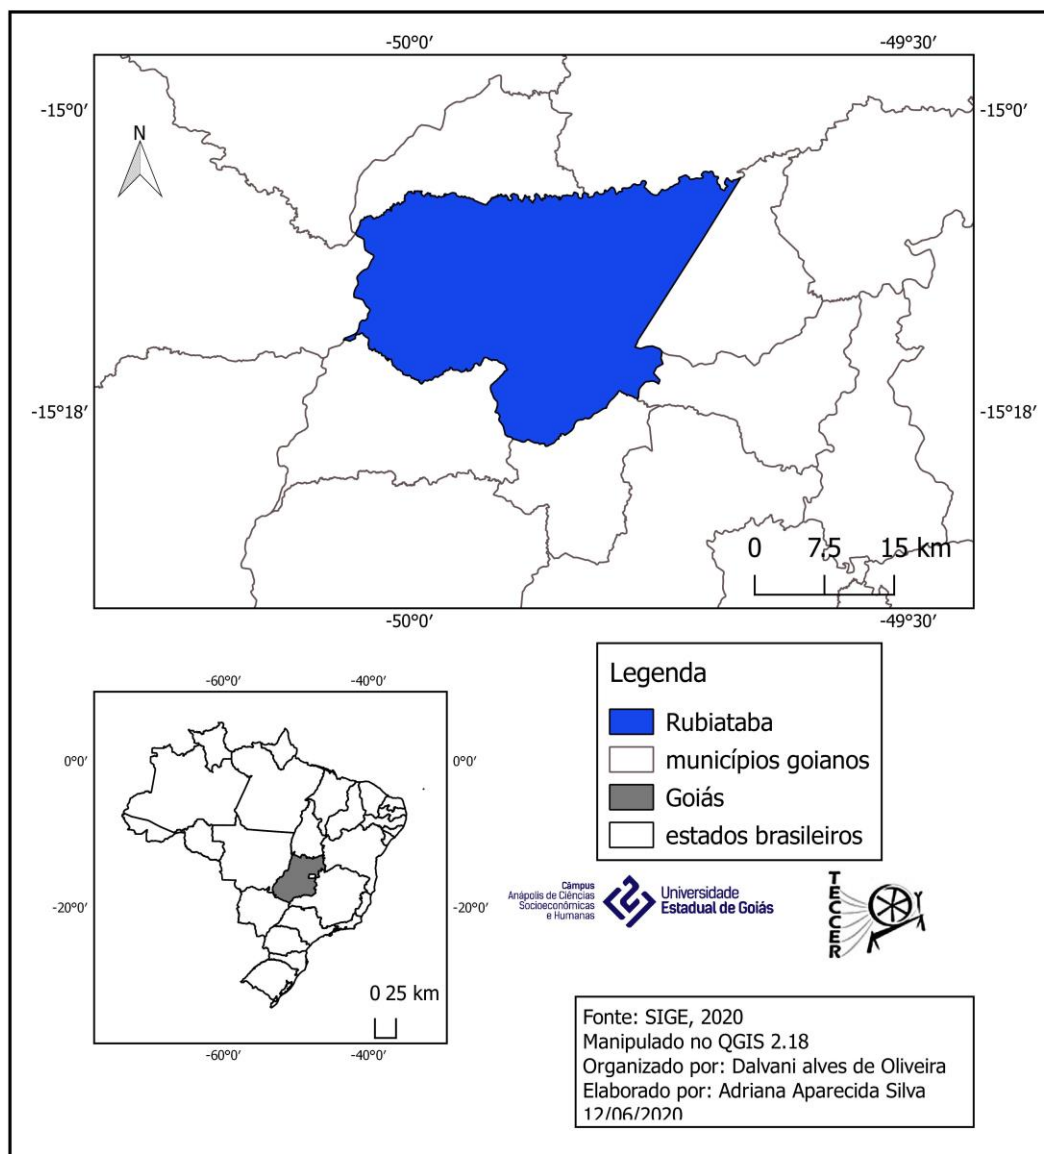 -50°0′ -49°30′
-15°0′ -15°0′
N
-15°18′ -15°18′
0 7.5 15 km
-50°0′ -49°30′
Legenda
Rubiataba
municípios goianos
Goiás
estados brasileiros
-60°0′ -40°0′
0°0′ 0°0′
-20°0′ -20°0′
0 25 km
-60°0′ -40°0′
Câmpus
Anápolis de Ciências
Socioeconômicas
e Humanas
Universidade
Estadual de Goiás
TECCER
Fonte: SIGE, 2020
Manipulado no QGIS 2.18
Organizado por: Dalvani alves de Oliveira
Elaborado por: Adriana Aparecida Silva
12/06/2020